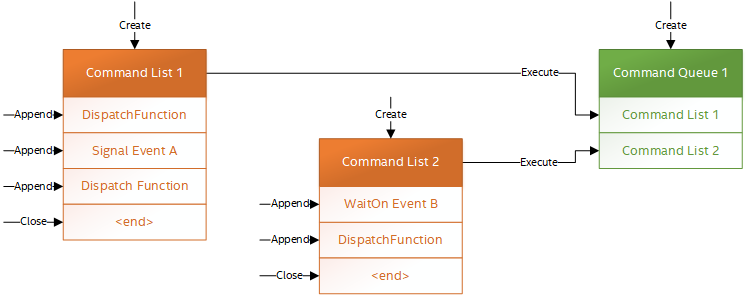 Create
Create
Command List 1
Execute
Command Queue 1
Append
DispatchFunction
Create
Command List 1
Append
Signal Event A
Command List 2
Execute
Command List 2
Append
Dispatch Function
Append
WaitOn Event B
Close
<end>
Append
DispatchFunction
Close
<end>